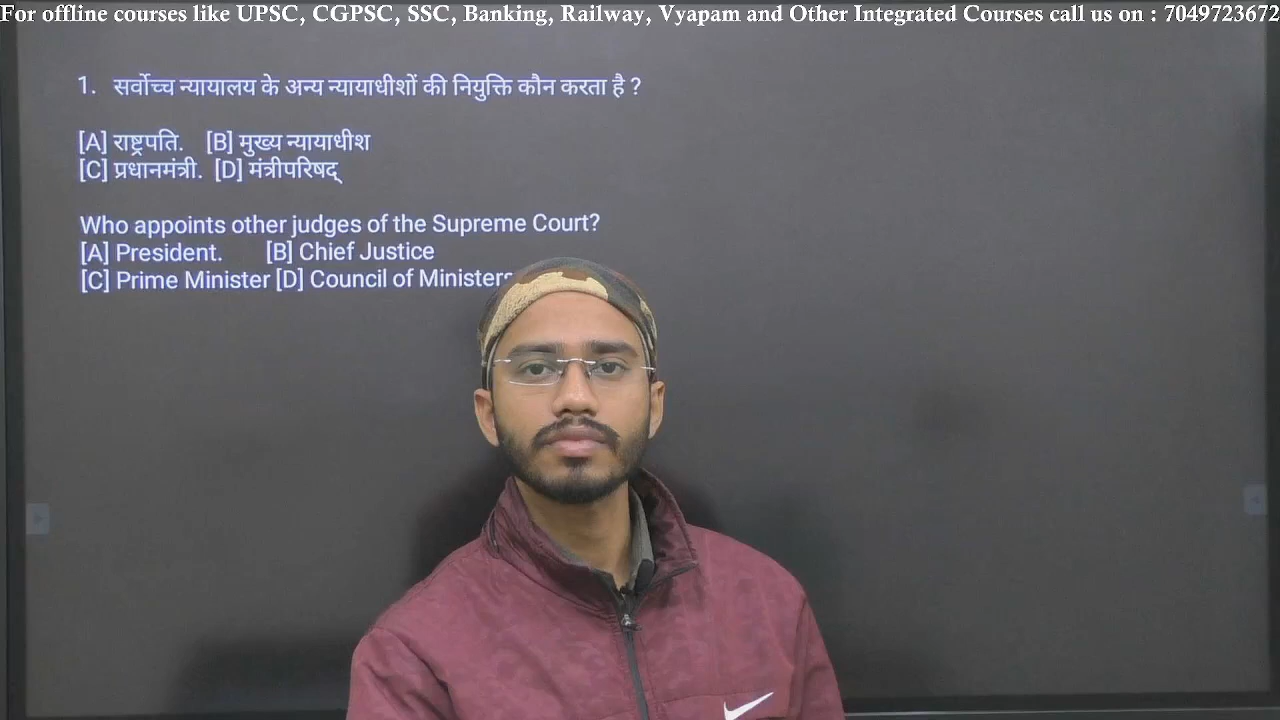 For offline courses like UPSC, CGPSC, SSC, Banking, Railway, Vyapam and Other Integrated Courses call us on : 7049723672
1. सर्वोच्च न्यायालय के अन्य न्यायाधीशों की नियुक्ति कौन करता है ?
[A] राष्ट्रपति. [B] मुख्य न्यायाधीश
[C] प्रधानमंत्री. [D] मंत्रीपरिषद्
Who appoints other judges of the Supreme Court?
[A] President. [B] Chief Justice
[C] Prime Minister [D] Council of Ministers